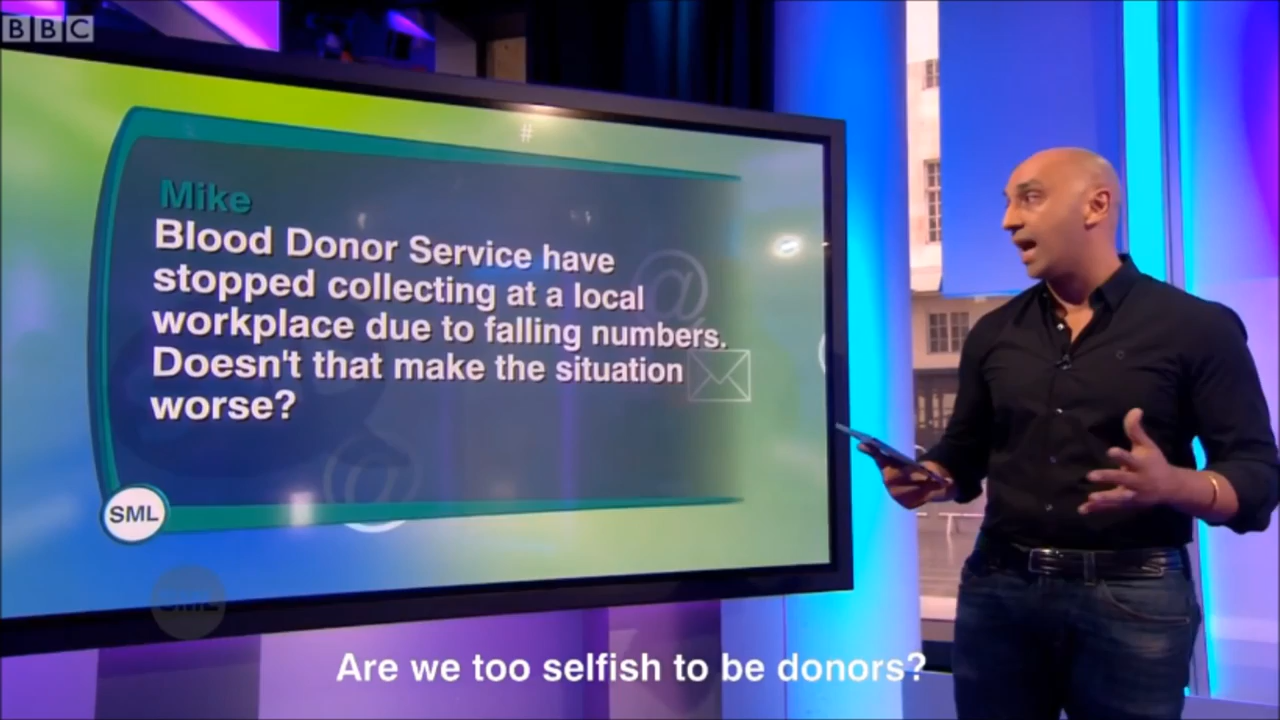 BBC
#
Mike
Blood Donor Service have
stopped collecting at a local
workplace due to falling numbers.
Doesn't that make the situation
worse?
@
@
SML
SML
Are we too selfish to be donors?